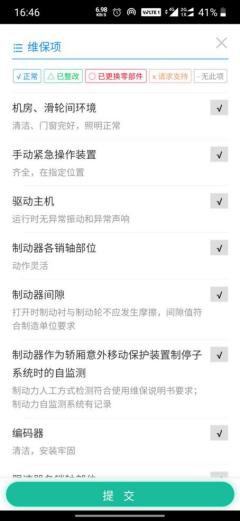 16:46
6.98 KB/S
VoLTE 1
4G
2G
41%
维保项
√ 正常
△ 已整改
○ 已更换零部件
× 请求支持
- 无此项
机房、滑轮间环境
√
清洁、门窗完好，照明正常
手动紧急操作装置
√
齐全，在指定位置
驱动主机
√
运行时无异常振动和异常声响
制动器各销轴部位
√
动作灵活
制动器间隙
√
打开时制动衬与制动轮不应发生摩擦，间隙值符
合制造单位要求
制动器作为轿厢意外移动保护装置制停子
√
系统时的自监测
制动力人工方式检测符合使用维保说明书要求；
制动力自监测系统有记录
编码器
√
清洁，安装牢固
提 交